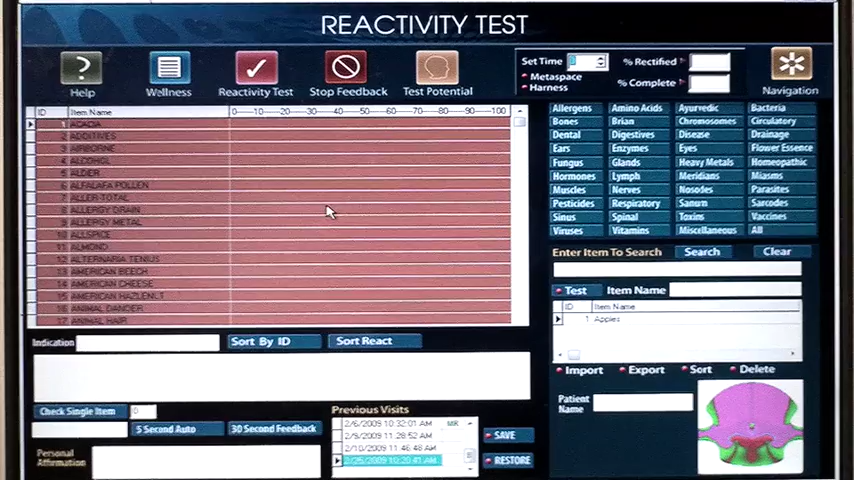 REACTIVITY TEST
Help
Wellness
Reactivity Test
Stop Feedback
Test Potential
Set Time
Metaspace
Harness
% Rectified
% Complete
Navigation
ID Item Name 0 10 20 30 40 50 60 70 80 90 100
1 ACACIA
2 ADDITIVES
3 AIRBORNE
4 ALCOHOL
5 ALDER
6 ALFALAFA POLLEN
7 ALLER-TOTAL
8 ALLERGY DRAIN
9 ALLERGY METAL
10 ALLSPICE
11 ALMOND
12 ALTERNARIA TENIUS
13 AMERICAN BEECH
14 AMERICAN CHEESE
15 AMERICAN HAZLENUT
16 ANIMAL DANDER
17 ANIMAL HAIR
Allergens Amino Acids Ayurvedic Bacteria
Bones Brian Chromosomes Circulatory
Dental Digestives Disease Drainage
Ears Enzymes Eyes Flower Essence
Fungus Glands Heavy Metals Homeopathic
Hormones Lymph Meridians Miasms
Muscles Nerves Nosodes Parasites
Pesticides Respiratory Sanum Sarcodes
Sinus Spinal Toxins Vaccines
Viruses Vitamins Miscellaneous All
Enter Item To Search Search Clear
Test Item Name
ID Item Name
1 Apples
Import Export Sort Delete
Patient
Name
Indication
Sort By ID
Sort React
Check Single Item 0
5 Second Auto
30 Second Feedback
Personal
Affirmation
Previous Visits
2/6/2009 10:32:01 AM MR
2/9/2009 11:28:52 AM
2/10/2009 11:46:48 AM
2/25/2009 10:20:41 AM
SAVE
RESTORE